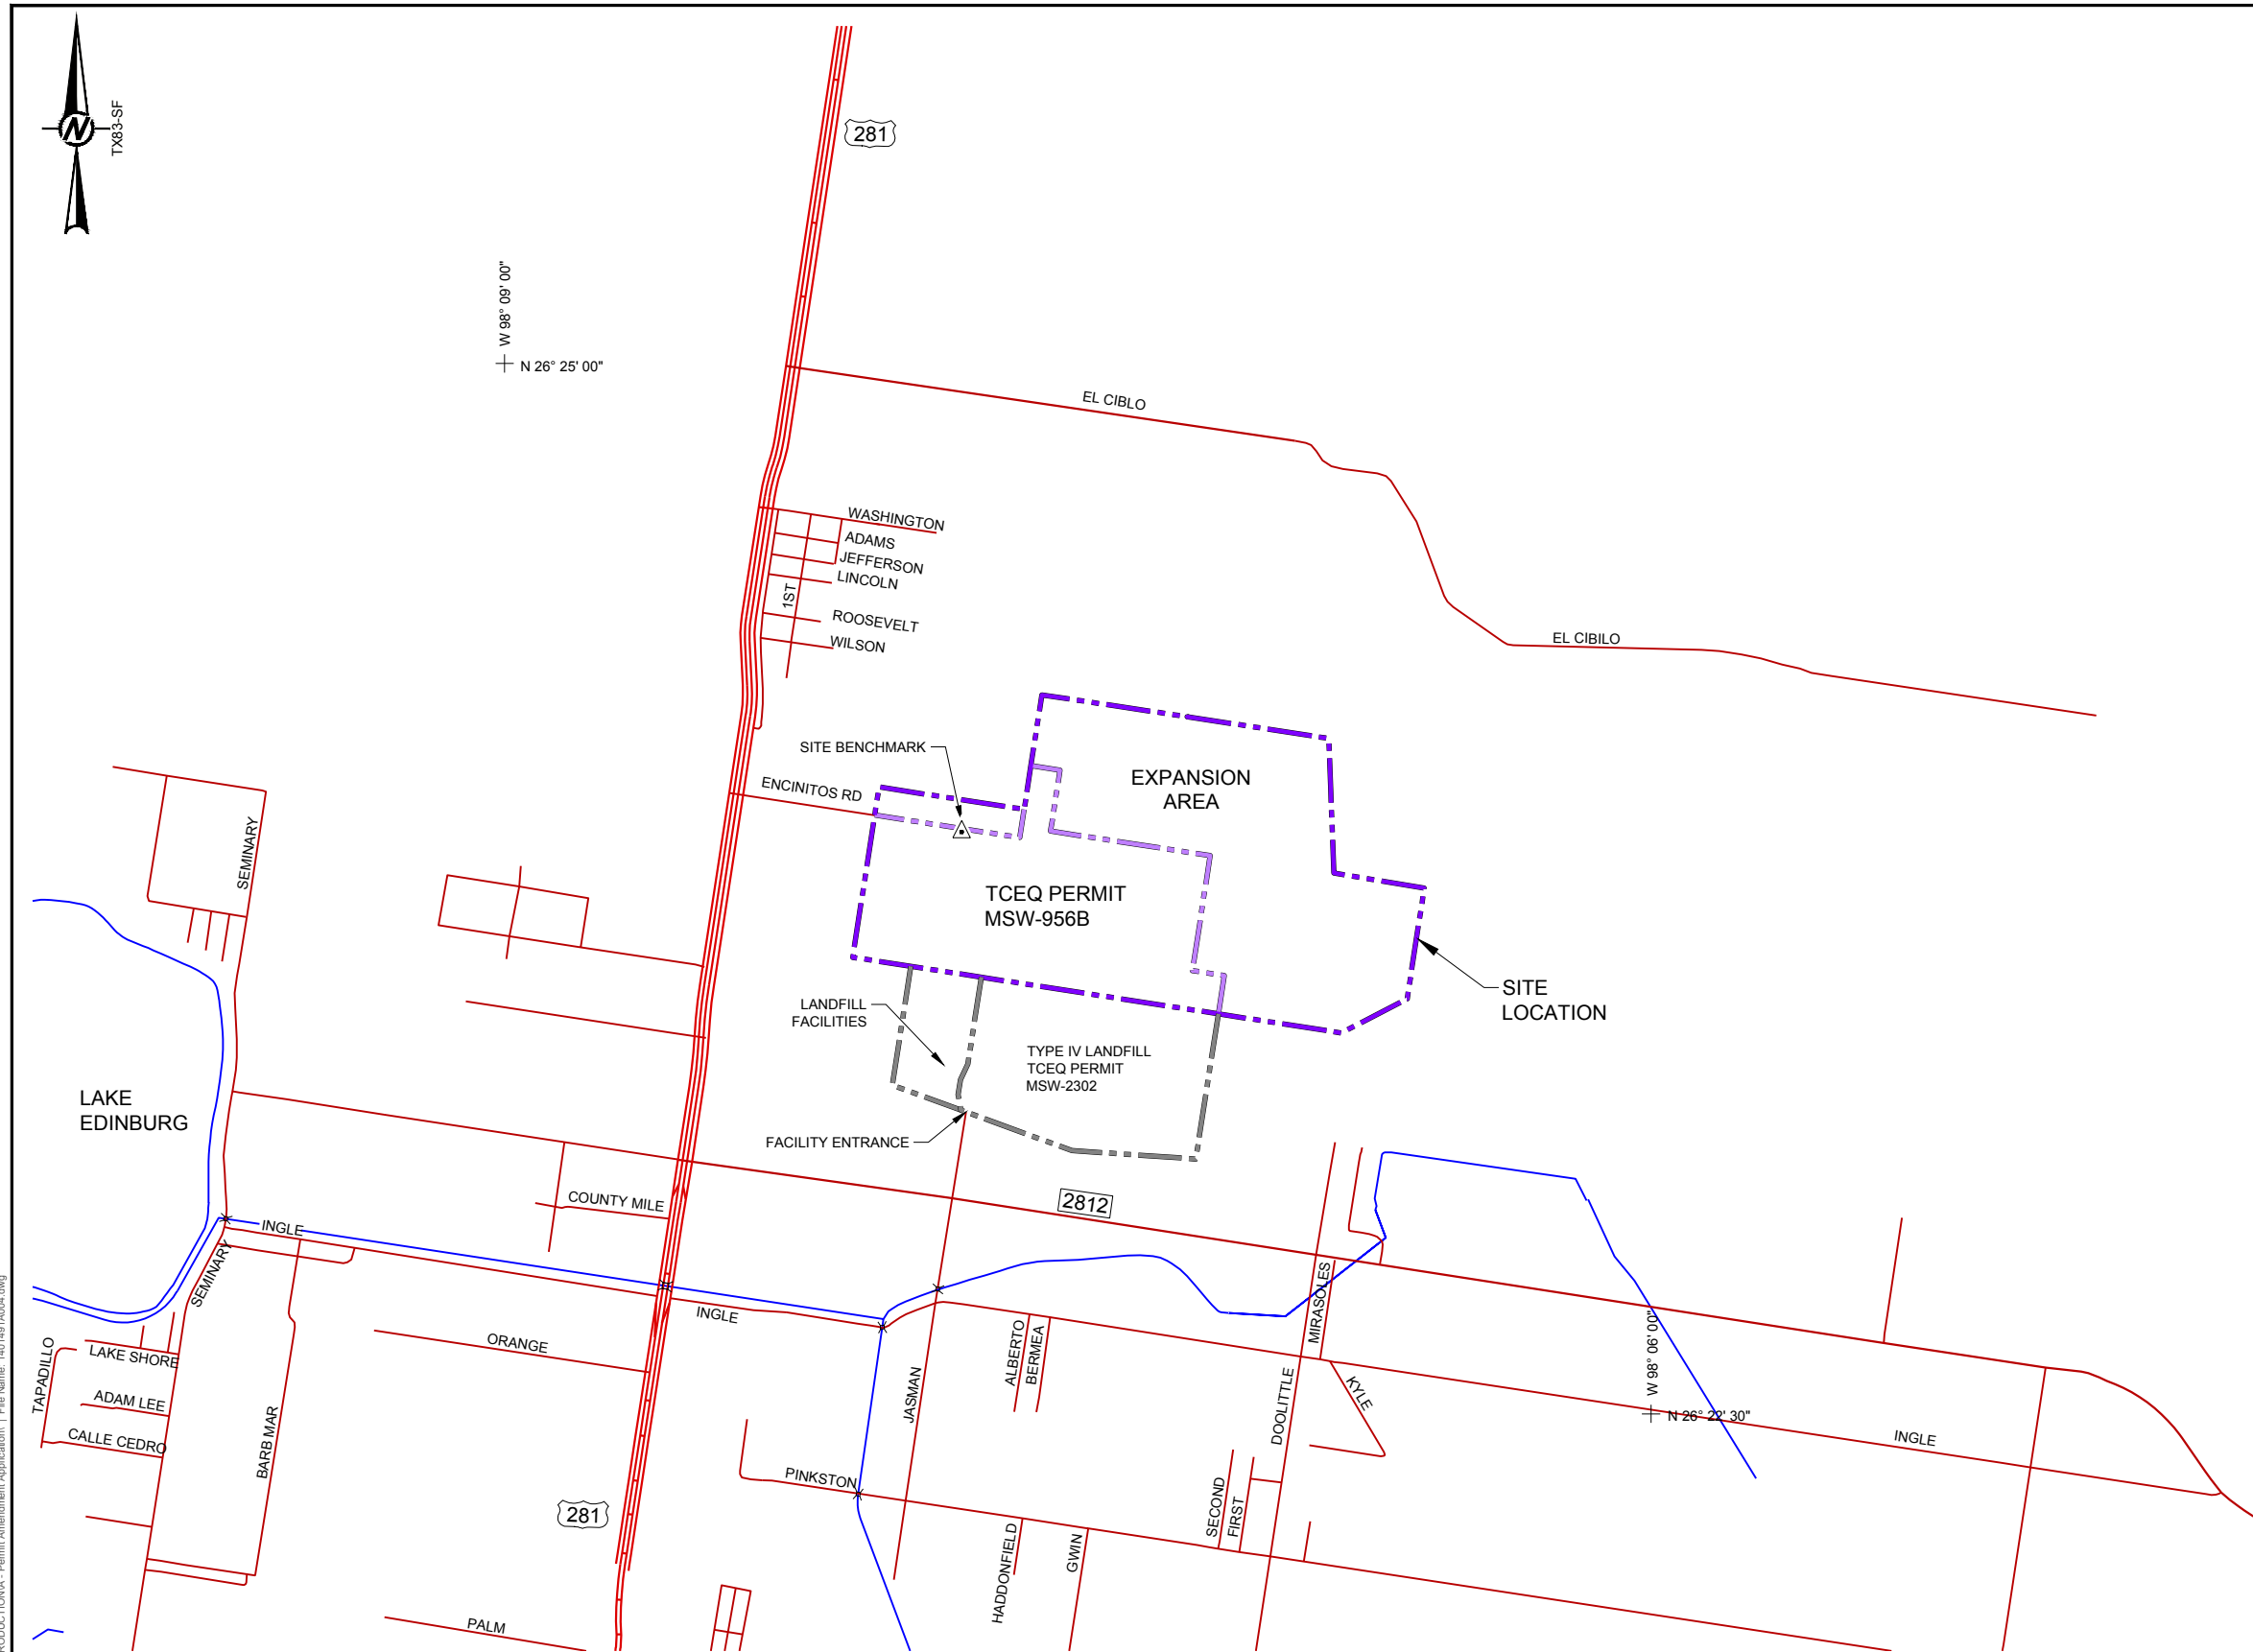 N
TX83-SF
281
W 98° 09' 00"
N 26° 25' 00"
EL CIBLO
WASHINGTON
ADAMS
JEFFERSON
LINCOLN
1ST
ROOSEVELT
WILSON
EL CIBILO
SITE BENCHMARK
ENCINITOS RD
EXPANSION
AREA
SEMINARY
TCEQ PERMIT
MSW-956B
SITE
LOCATION
LANDFILL
FACILITIES
TYPE IV LANDFILL
TCEQ PERMIT
MSW-2302
LAKE
EDINBURG
FACILITY ENTRANCE
COUNTY MILE
2812
INGLE
SEMINARY
INGLE
MIRASOLES
ORANGE
ALBERTO
BERMEA
TAPADILLO
LAKE SHORE
ADAM LEE
CALLE CEDRO
BARB MAR
JASMAN
DOOLITTLE
KYLE
W 98° 06' 00"
N 26° 22' 30"
INGLE
PINKSTON
281
SECOND
FIRST
HADDONFIELD
GWIN
PALM